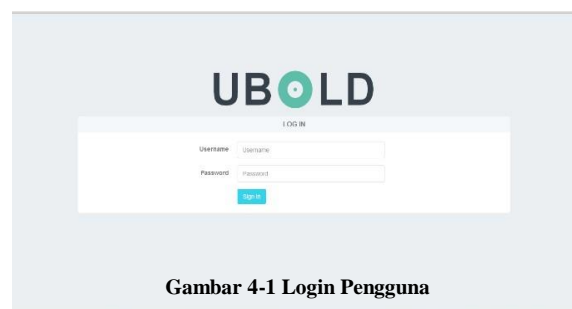 UBOLD
LOG IN
Username Username
Password Password
Sign In
Gambar 4-1 Login Pengguna